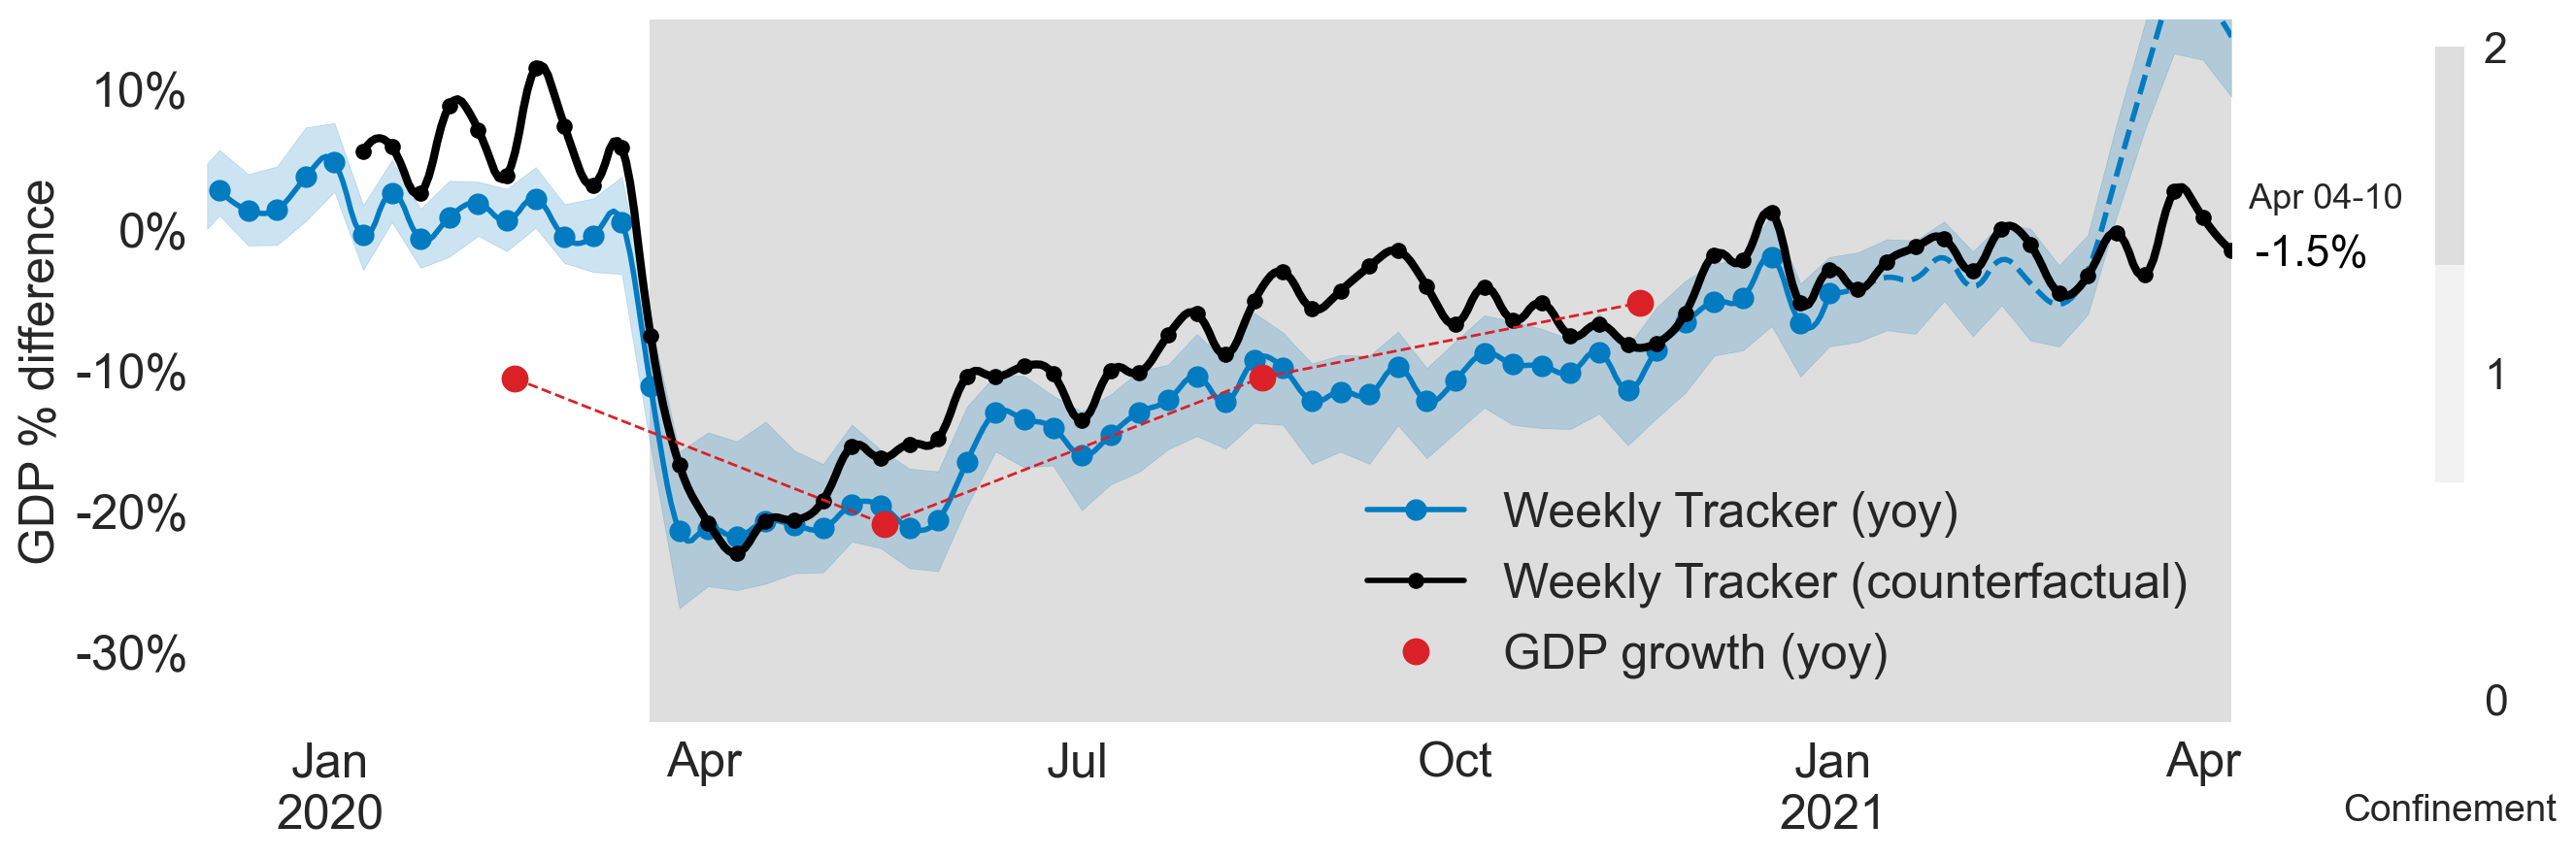 GDP % difference
10%
0%
-10%
-20%
-30%
Jan
2020
Apr
Jul
Oct
Jan
2021
Apr
Weekly Tracker (yoy)
Weekly Tracker (counterfactual)
GDP growth (yoy)
Apr 04-10
-1.5%
2
1
0
Confinement